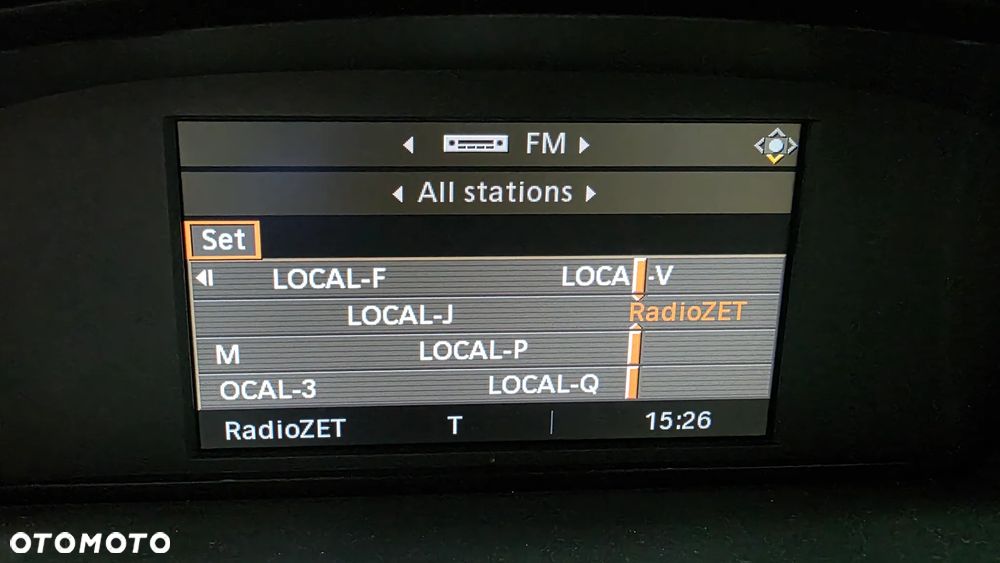 FM
All stations
Set
LOCAL-F LOCA -V
LOCAL-J RadioZET
M LOCAL-P
OCAL-3 LOCAL-Q
RadioZET T 15:26
OTOMOTO